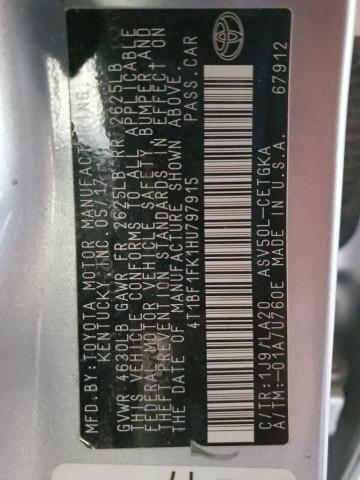 MFD.BY: TOYOTA MOTOR MANUFACTURING,
KENTUCKY, INC. 05/17
GVWR 4630LB GAWR FR 2625LB RR 2625LB
THIS VEHICLE CONFORMS TO ALL APPLICABLE
FEDERAL MOTOR VEHICLE SAFETY, BUMPER AND
THEFT PREVENTION STANDARDS IN EFFECT ON
THE DATE OF MANUFACTURE SHOWN ABOVE.
4T1BF1FK1HU797915 PASS.CAR
C/TR:1J9/LA20 ASV50L-CETGKA
A/TM:-01A/U760E MADE IN U.S.A. 67912
TOYOTA